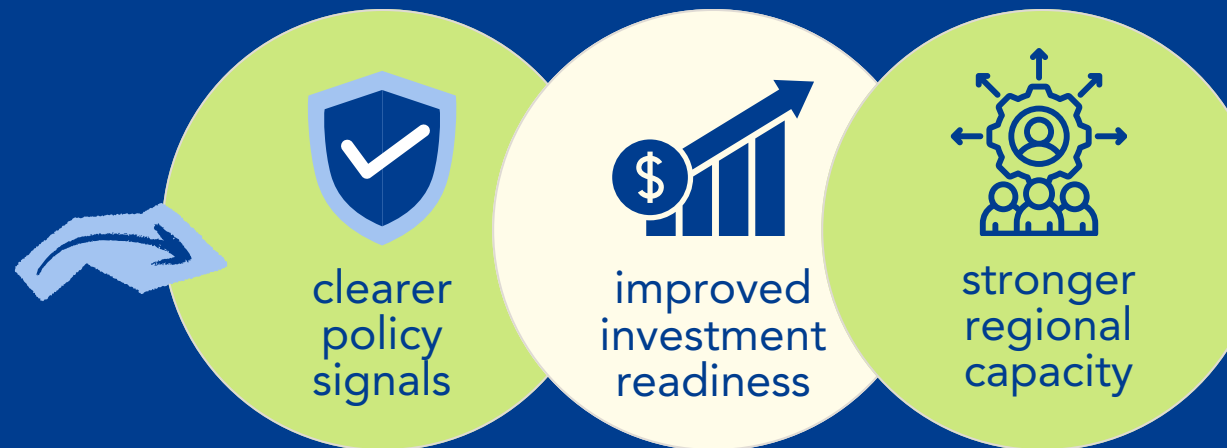 clearer
policy
signals
$
improved
investment
readiness
stronger
regional
capacity